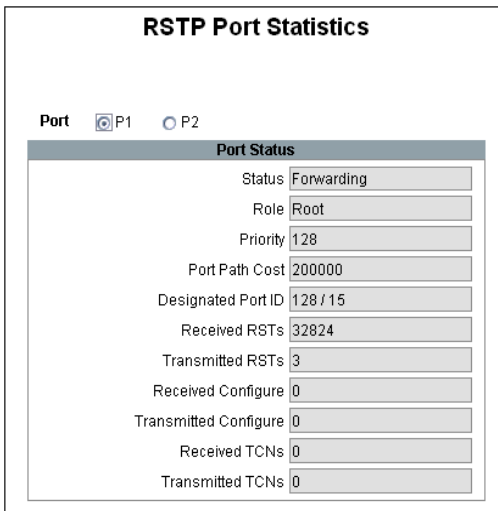 RSTP Port Statistics
Port P1 P2
Port Status
Status Forwarding
Role Root
Priority 128
Port Path Cost 200000
Designated Port ID 128 / 15
Received RSTs 32824
Transmitted RSTs 3
Received Configure 0
Transmitted Configure 0
Received TCNs 0
Transmitted TCNs 0